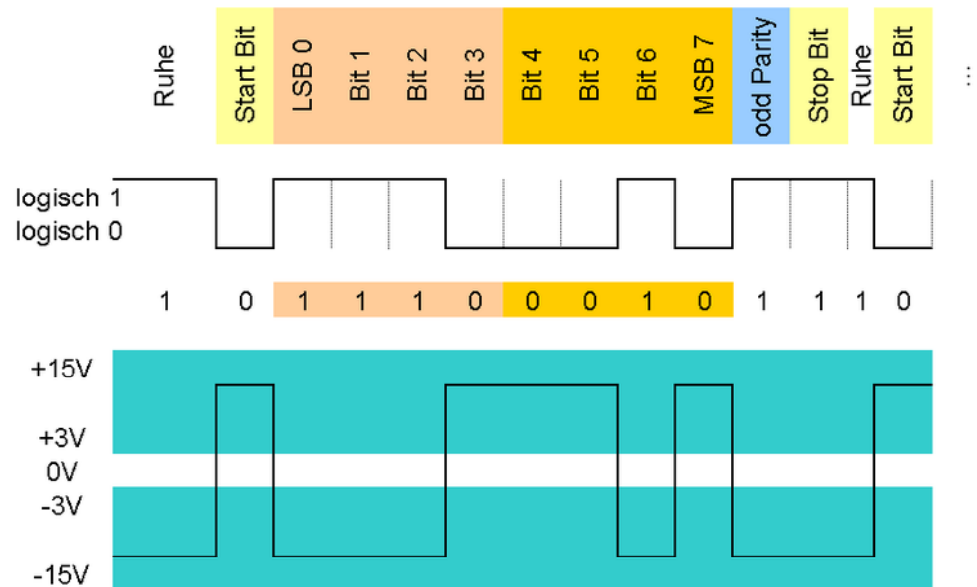 Ruhe Start Bit LSB 0 Bit 1 Bit 2 Bit 3 Bit 4 Bit 5 Bit 6 MSB 7 odd Parity Stop Bit Ruhe Start Bit ...
logisch 1
logisch 0
1 0 1 1 1 0 0 0 1 0 1 1 1 0
+15V
+3V
0V
-3V
-15V